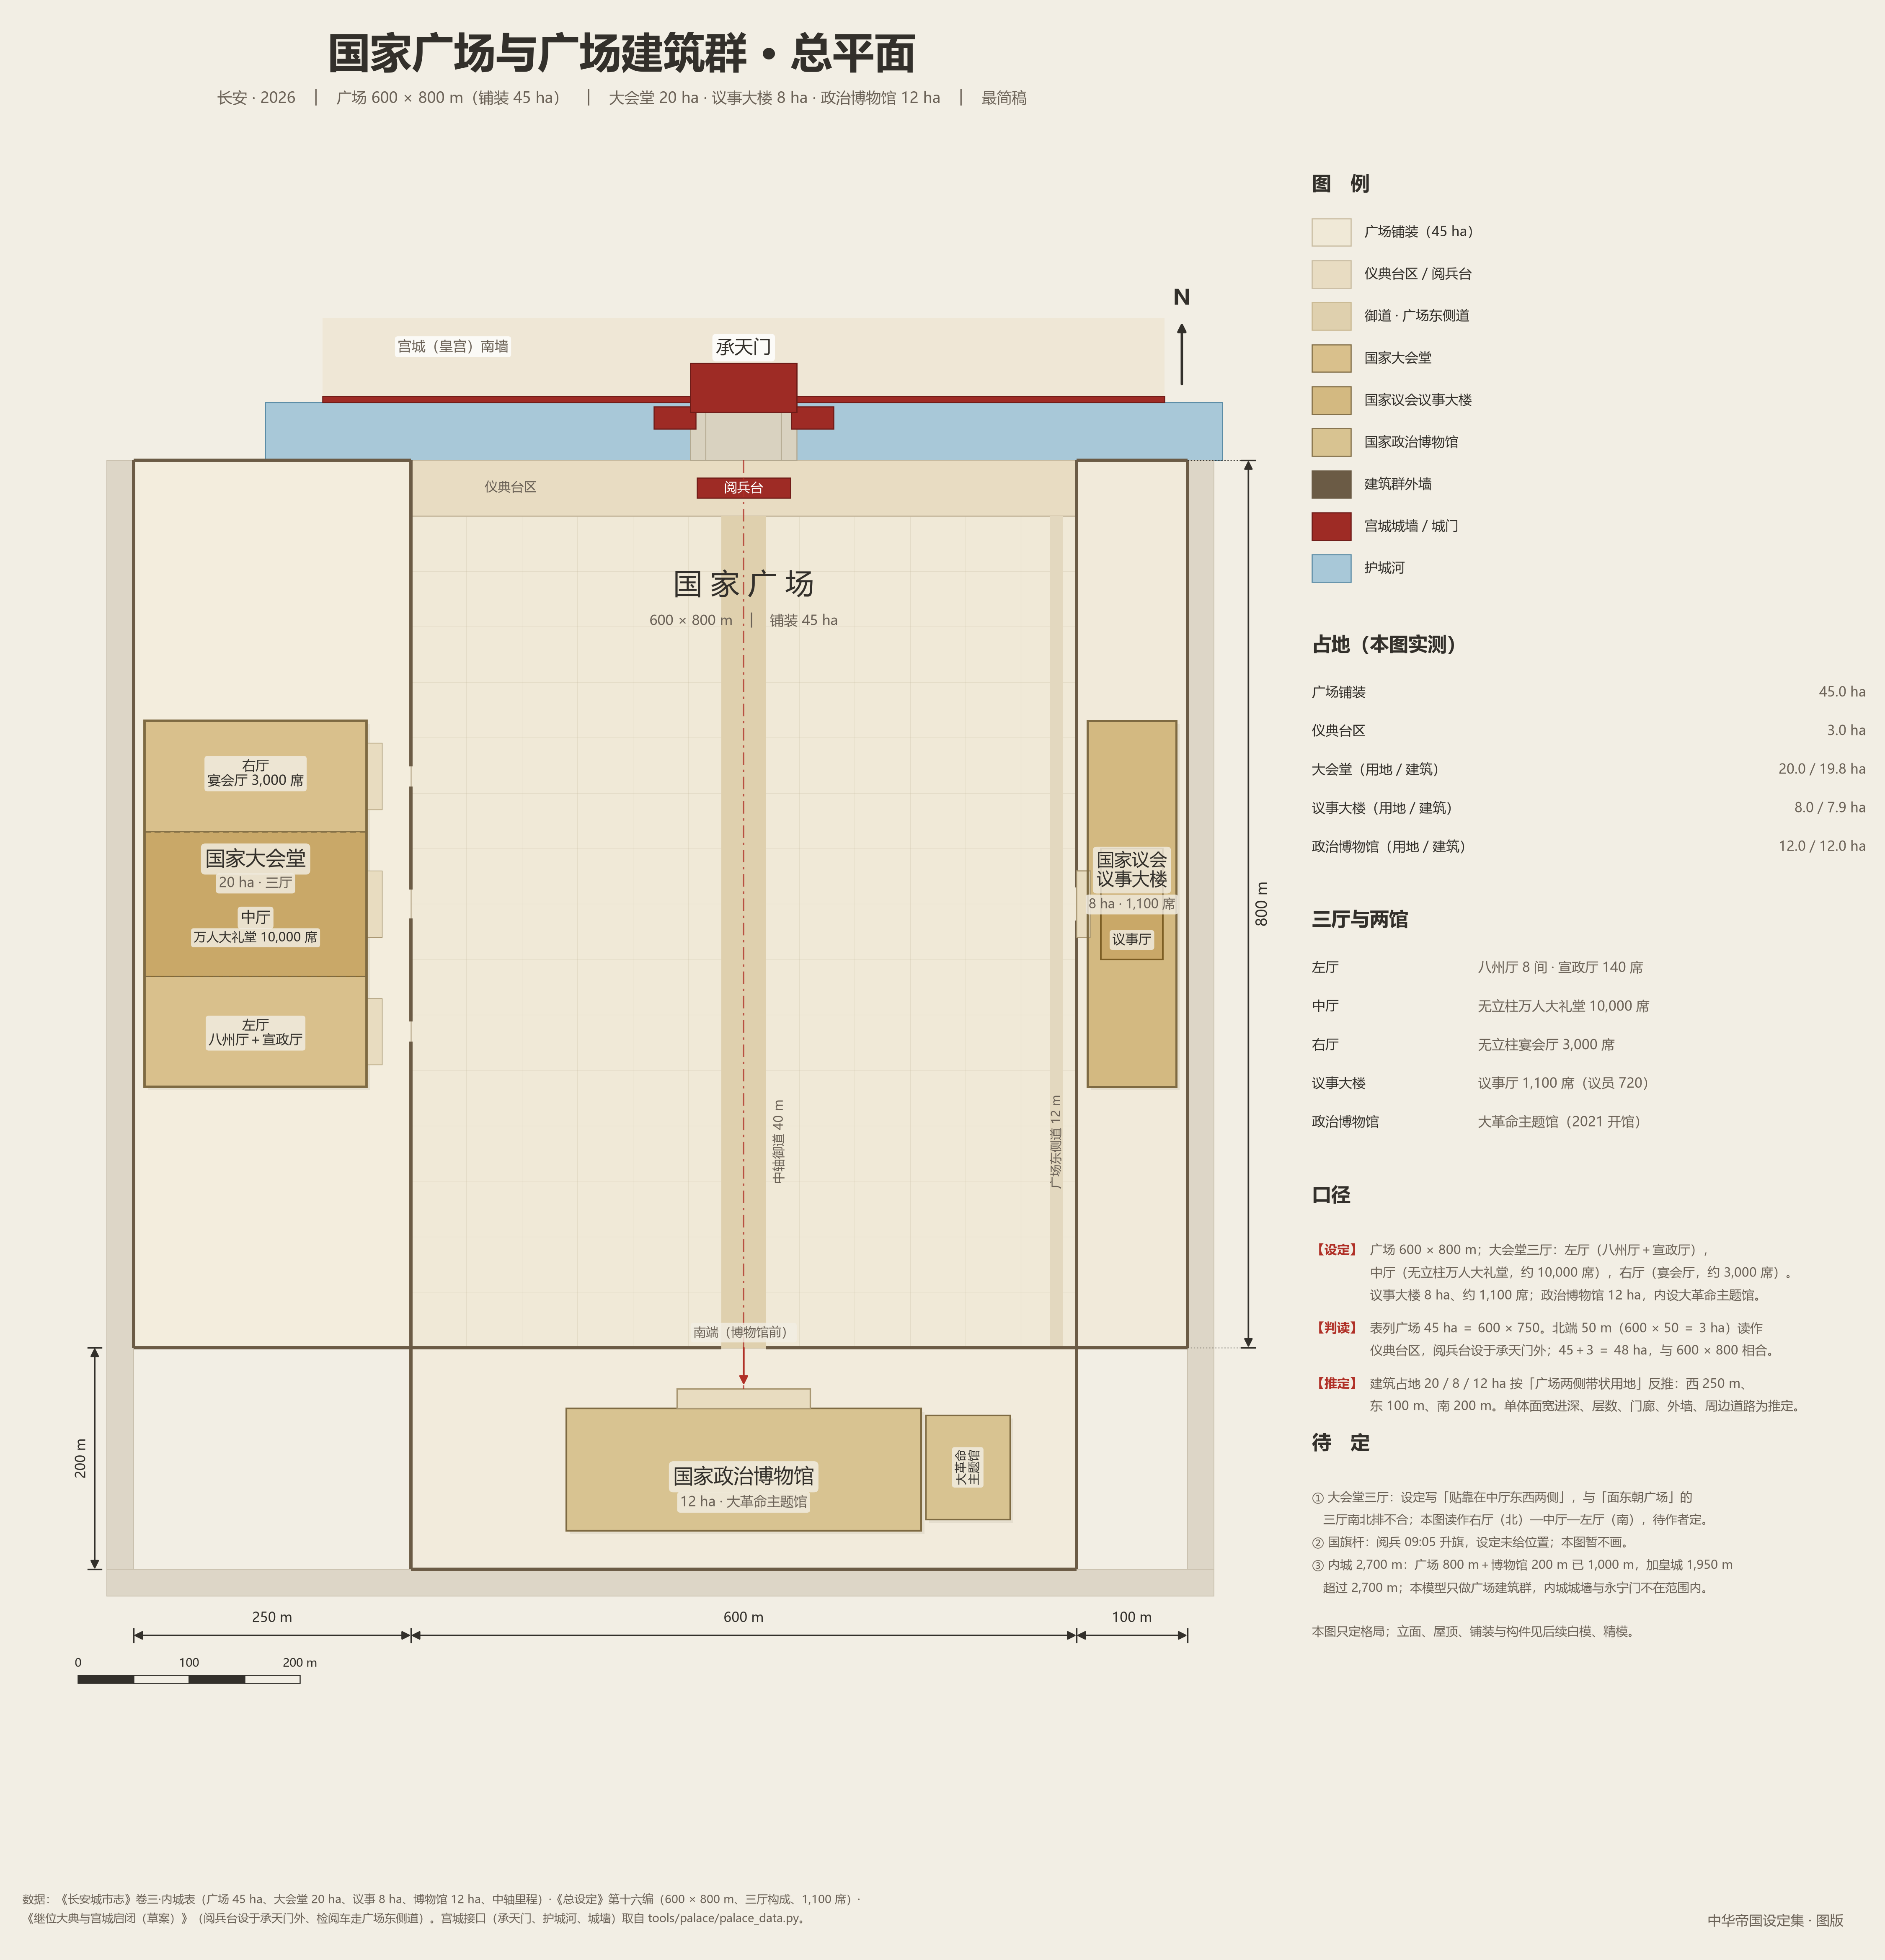 国家广场与广场建筑群 • 总平面
长安 · 2026 ｜ 广场 600 × 800 m（铺装 45 ha） ｜ 大会堂 20 ha · 议事大楼 8 ha · 政治博物馆 12 ha ｜ 最简稿
N
宫城（皇宫）南墙
承天门
仪典台区
阅兵台
国 家 广 场
600 × 800 m ｜ 铺装 45 ha
右厅
宴会厅 3,000 席
国家大会堂
20 ha · 三厅
中厅
万人大礼堂 10,000 席
左厅
八州厅 + 宣政厅
国家议会
议事大楼
8 ha · 1,100 席
议事厅
800 m
中轴御道 40 m
广场东侧道 12 m
南端（博物馆前）
国家政治博物馆
12 ha · 大革命主题馆
大革命
主题馆
200 m
250 m
600 m
100 m
0 100 200 m
图 例
广场铺装（45 ha）
仪典台区 / 阅兵台
御道 · 广场东侧道
国家大会堂
国家议会议事大楼
国家政治博物馆
建筑群外墙
宫城城墙 / 城门
护城河
占地（本图实测）
广场铺装 45.0 ha
仪典台区 3.0 ha
大会堂（用地 / 建筑） 20.0 / 19.8 ha
议事大楼（用地 / 建筑） 8.0 / 7.9 ha
政治博物馆（用地 / 建筑） 12.0 / 12.0 ha
三厅与两馆
左厅 八州厅 8 间 · 宣政厅 140 席
中厅 无立柱万人大礼堂 10,000 席
右厅 无立柱宴会厅 3,000 席
议事大楼 议事厅 1,100 席（议员 720）
政治博物馆 大革命主题馆（2021 开馆）
口径
【设定】 广场 600 × 800 m；大会堂三厅：左厅（八州厅 + 宣政厅），
中厅（无立柱万人大礼堂，约 10,000 席），右厅（宴会厅，约 3,000 席）。
议事大楼 8 ha、约 1,100 席；政治博物馆 12 ha，内设大革命主题馆。
【判读】 表列广场 45 ha = 600 × 750。北端 50 m（600 × 50 = 3 ha）读作
仪典台区，阅兵台设于承天门外；45 + 3 = 48 ha，与 600 × 800 相合。
【推定】 建筑占地 20 / 8 / 12 ha 按「广场两侧带状用地」反推：西 250 m、
东 100 m、南 200 m。单体面宽进深、层数、门廊、外墙、周边道路为推定。
待 定
① 大会堂三厅：设定写「贴靠在中厅东西两侧」，与「面东朝广场」的
三厅南北排不合；本图读作右厅（北）—中厅—左厅（南），待作者定。
② 国旗杆：阅兵 09:05 升旗，设定未给位置；本图暂不画。
③ 内城 2,700 m：广场 800 m + 博物馆 200 m 已 1,000 m，加皇城 1,950 m
超过 2,700 m；本模型只做广场建筑群，内城城墙与永宁门不在范围内。
本图只定格局；立面、屋顶、铺装与构件见后续白模、精模。
数据：《长安城市志》卷三·内城表（广场 45 ha、大会堂 20 ha、议事 8 ha、博物馆 12 ha、中轴里程）·《总设定》第十六编（600 × 800 m、三厅构成、1,100 席）·
《继位大典与宫城启闭（草案）》（阅兵台设于承天门外、检阅车走广场东侧道）。宫城接口（承天门、护城河、城墙）取自 tools/palace/palace_data.py。
中华帝国设定集 · 图版